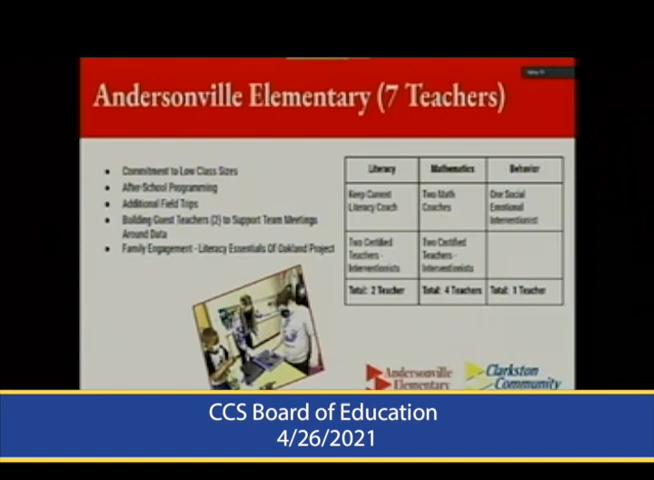 Andersonville Elementary (7 Teachers)
Commitment to Low Class Sizes
After-School Programming
Additional Field Trips
Building Guest Teachers (2) to Support Team Meetings
Around Data
Family Engagement - Literacy Essentials Of Oakland Project
Literacy Mathematics Behavior
Keep Current
Literacy Coach
Two Math
Coaches
One Social
Emotional
Interventionist
Two Certified
Teachers -
Interventionists
Two Certified
Teachers -
Interventionists
Total: 2 Teacher Total: 4 Teachers Total: 1 Teacher
Andersonville
Elementary
Clarkston
Community
CCS Board of Education
4/26/2021